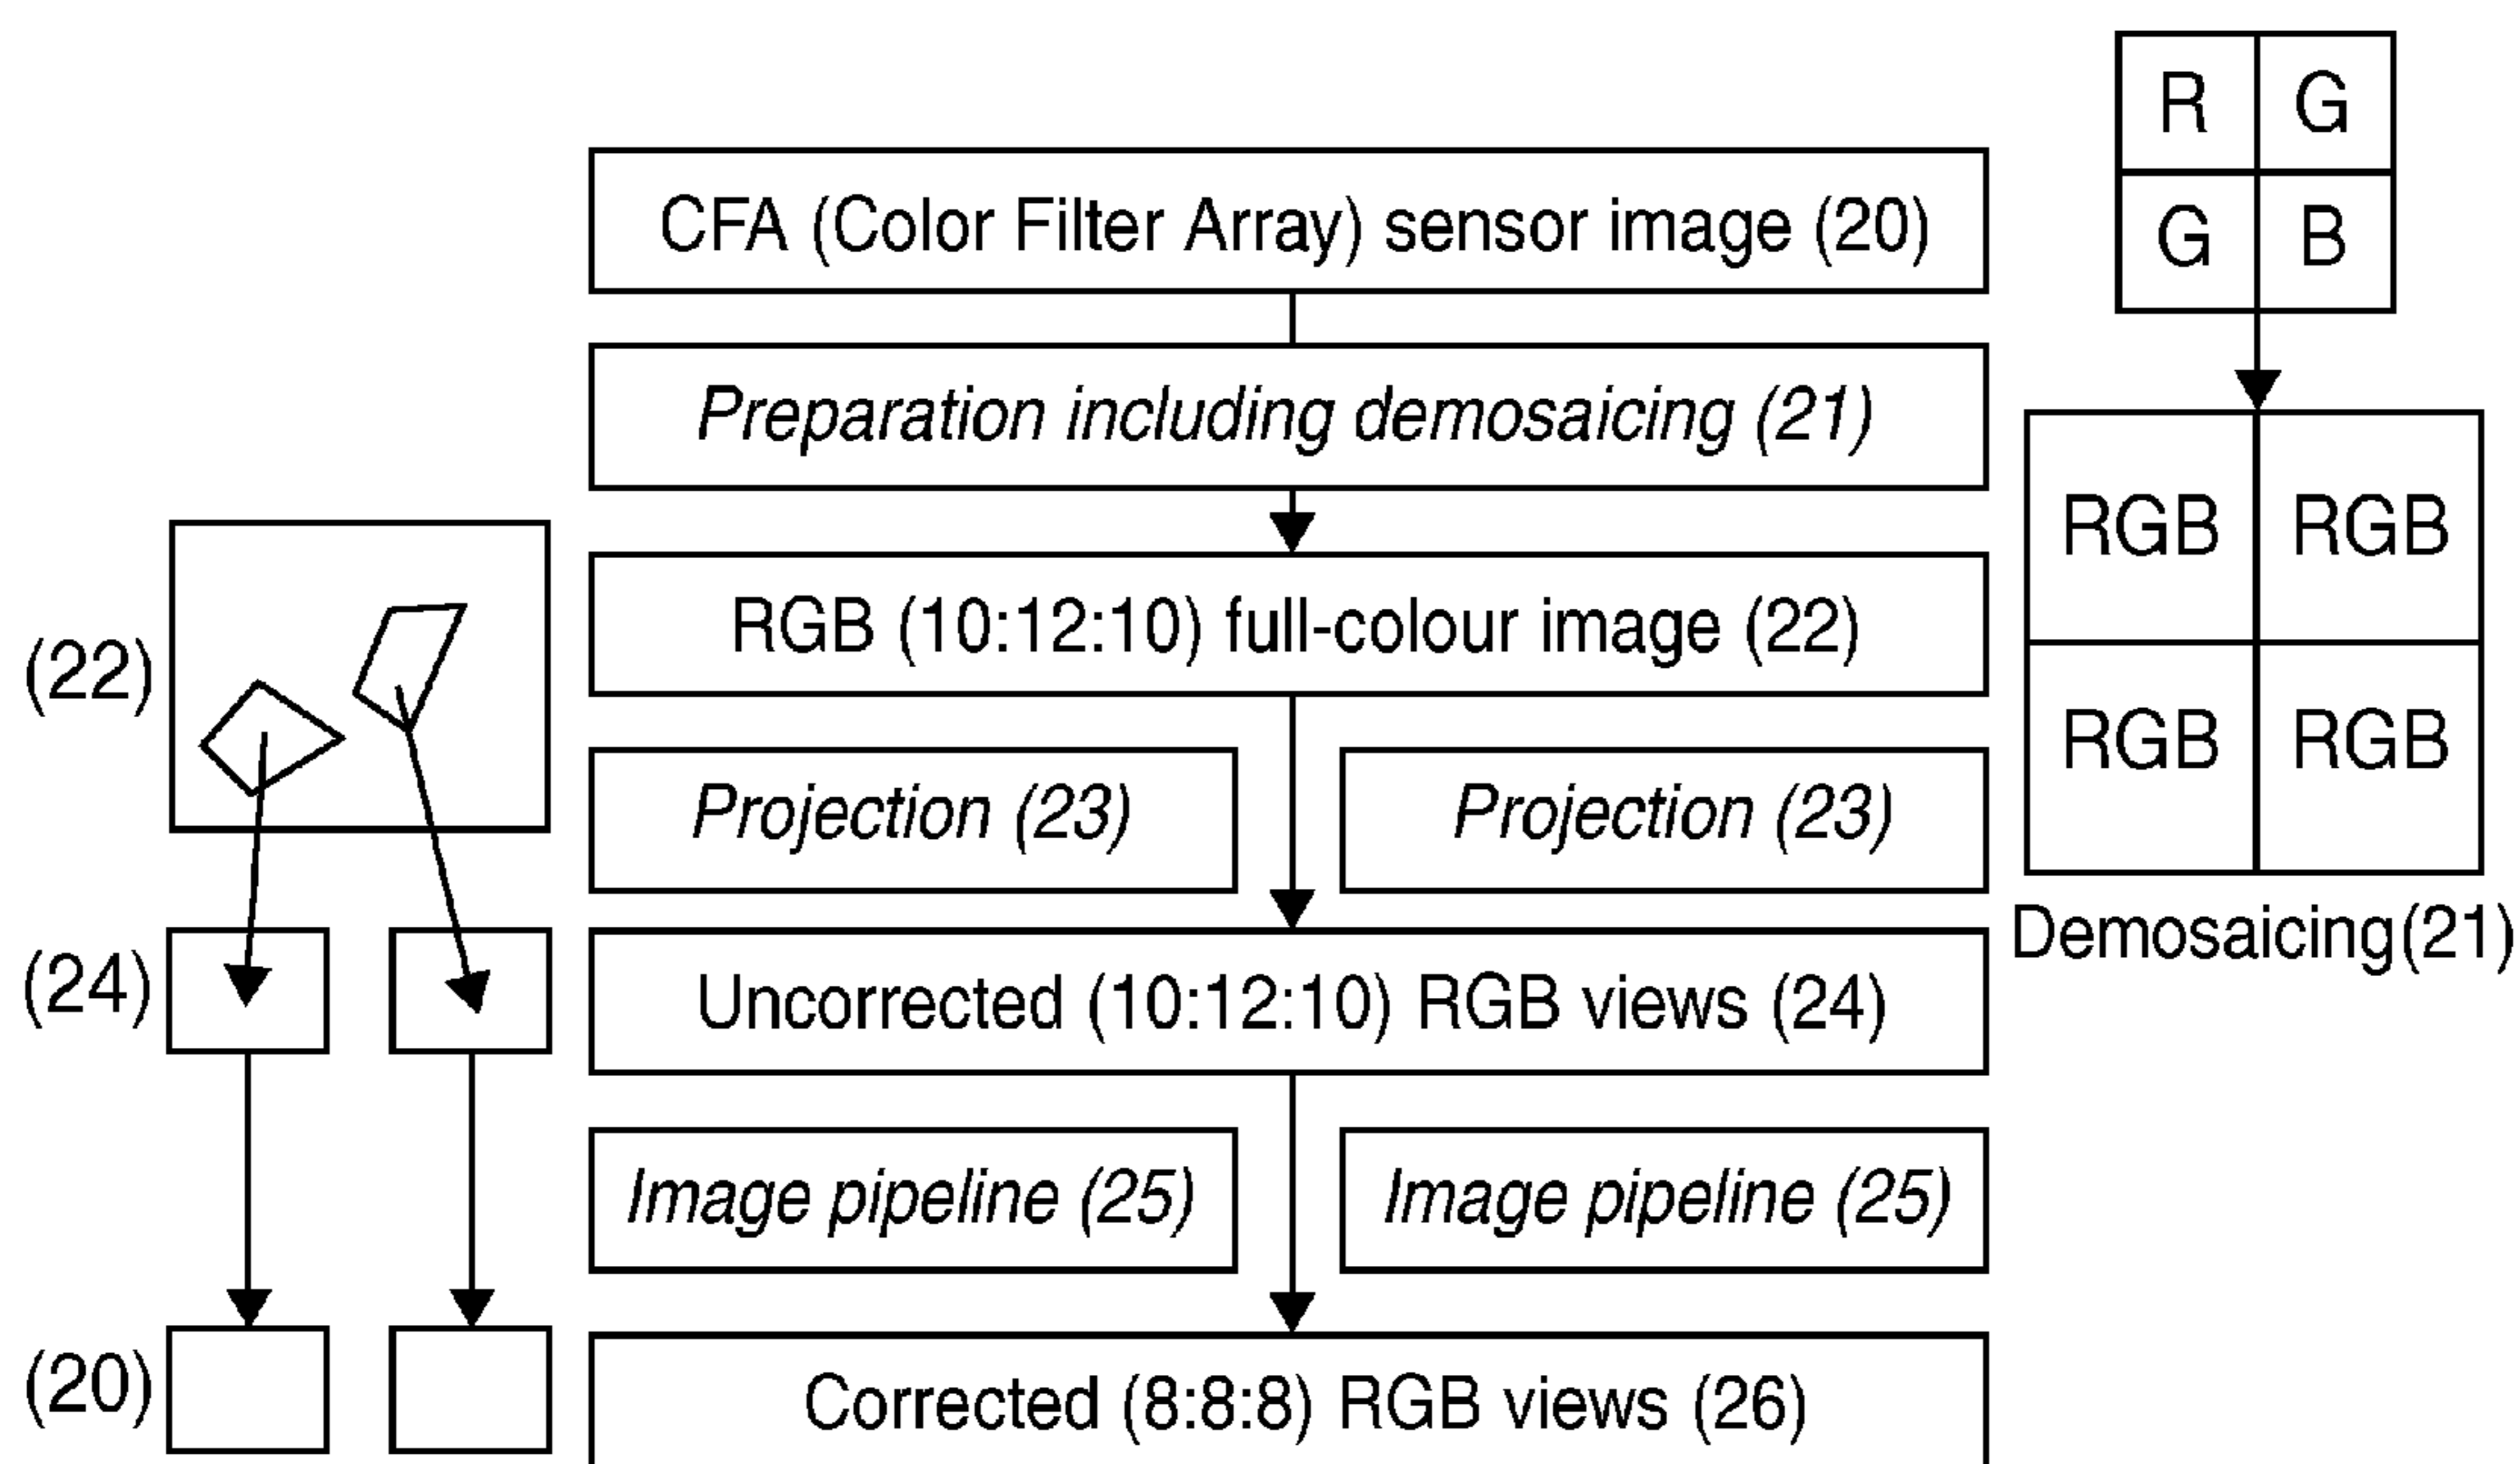 R G
G B
CFA (Color Filter Array) sensor image (20)
Preparation including demosaicing (21)
RGB (10:12:10) full-colour image (22)
(22)
RGB RGB
RGB RGB
Projection (23)
Projection (23)
Demosaicing(21)
(24)
Uncorrected (10:12:10) RGB views (24)
Image pipeline (25)
Image pipeline (25)
(20)
Corrected (8:8:8) RGB views (26)